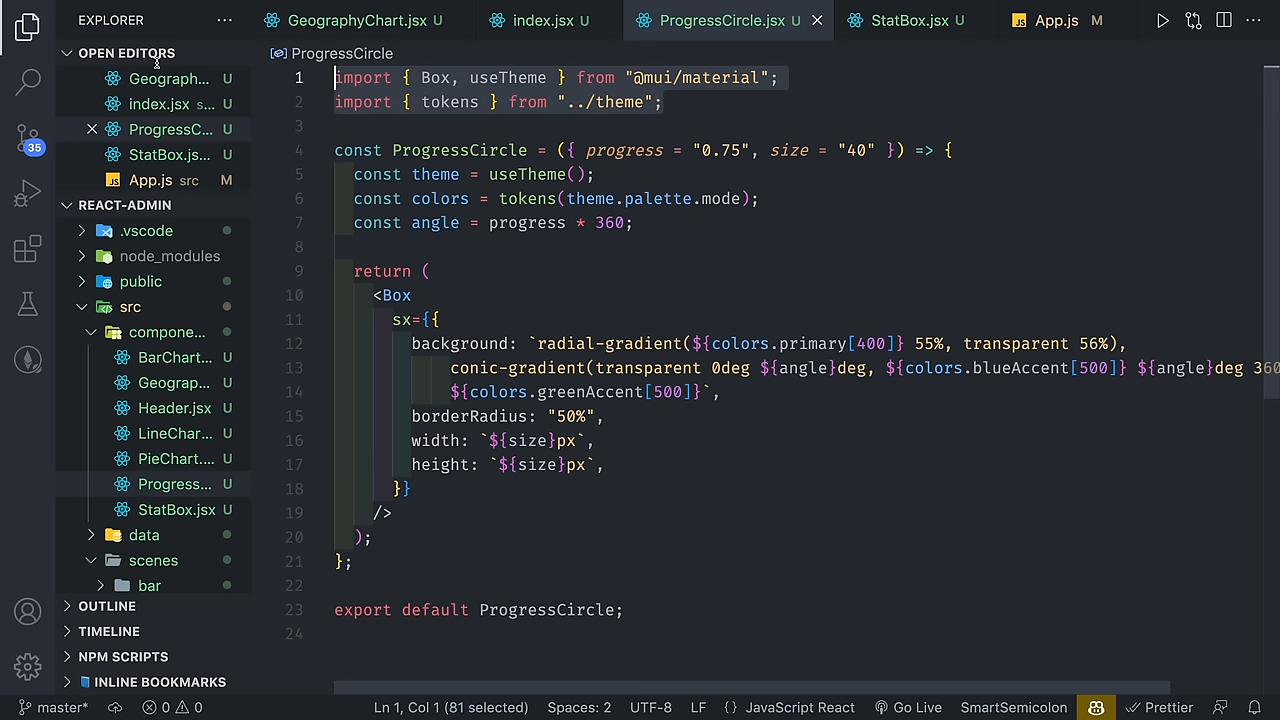 EXPLORER
GeographyChart.jsx U
index.jsx U
ProgressCircle.jsx U
StatBox.jsx U
App.js M
OPEN EDITORS
Geograph... U
index.jsx s... U
ProgressC... U
StatBox.js... U
App.js src M
REACT-ADMIN
.vscode
node_modules
public
src
compone...
BarChart... U
Geograp... U
Header.jsx U
LineChar... U
PieChart.... U
Progress... U
StatBox.jsx U
data
scenes
bar
OUTLINE
TIMELINE
NPM SCRIPTS
INLINE BOOKMARKS
35
ProgressCircle
1 import { Box, useTheme } from "@mui/material";
2 import { tokens } from "../theme";
3
4 const ProgressCircle = ({ progress = "0.75", size = "40" }) => {
5 const theme = useTheme();
6 const colors = tokens(theme.palette.mode);
7 const angle = progress * 360;
8
9 return (
10 <Box
11 sx={{
12 background: `radial-gradient(${colors.primary[400]} 55%, transparent 56%),
13 conic-gradient(transparent 0deg ${angle}deg, ${colors.blueAccent[500]} ${angle}deg 360
14 ${colors.greenAccent[500]}`,
15 borderRadius: "50%",
16 width: `${size}px`,
17 height: `${size}px`,
18 }}
19 />
20 );
21 };
22
23 export default ProgressCircle;
24
master* 0 0 Ln 1, Col 1 (81 selected) Spaces: 2 UTF-8 LF {} JavaScript React Go Live SmartSemicolon Prettier